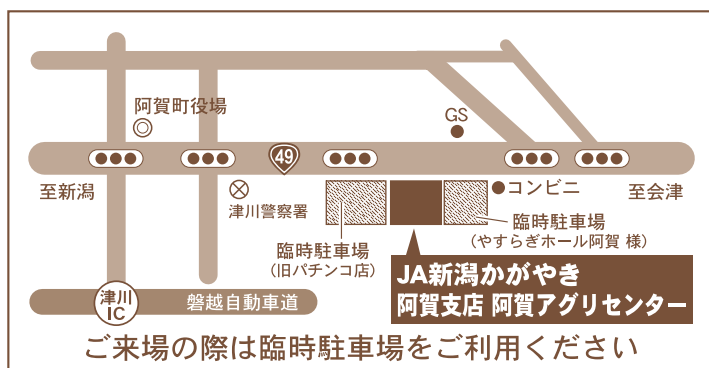 阿賀町役場
GS
49
至新潟
津川警察署
コンビニ
至会津
臨時駐車場
(旧パチンコ店)
臨時駐車場
(やすらぎホール阿賀 様)
JA新潟かがやき
阿賀支店 阿賀アグリセンター
津川
IC
磐越自動車道
ご来場の際は臨時駐車場をご利用ください